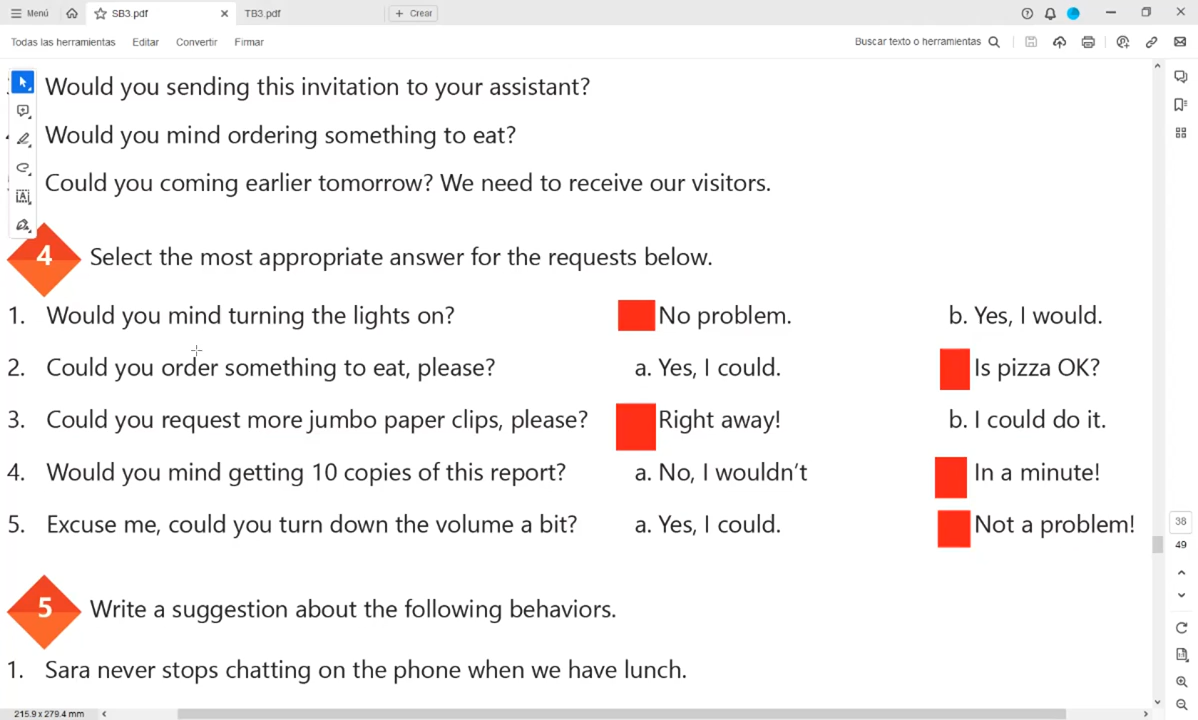 Menú
SB3.pdf
TB3.pdf
+ Crear
Todas las herramientas
Editar
Convertir
Firmar
Buscar texto o herramientas
Would you sending this invitation to your assistant?
Would you mind ordering something to eat?
Could you coming earlier tomorrow? We need to receive our visitors.
4 Select the most appropriate answer for the requests below.
1. Would you mind turning the lights on? No problem. b. Yes, I would.
2. Could you order something to eat, please? a. Yes, I could. Is pizza OK?
3. Could you request more jumbo paper clips, please? Right away! b. I could do it.
4. Would you mind getting 10 copies of this report? a. No, I wouldn’t In a minute!
5. Excuse me, could you turn down the volume a bit? a. Yes, I could. Not a problem!
38
49
5 Write a suggestion about the following behaviors.
1. Sara never stops chatting on the phone when we have lunch.
215.9 x 279.4 mm